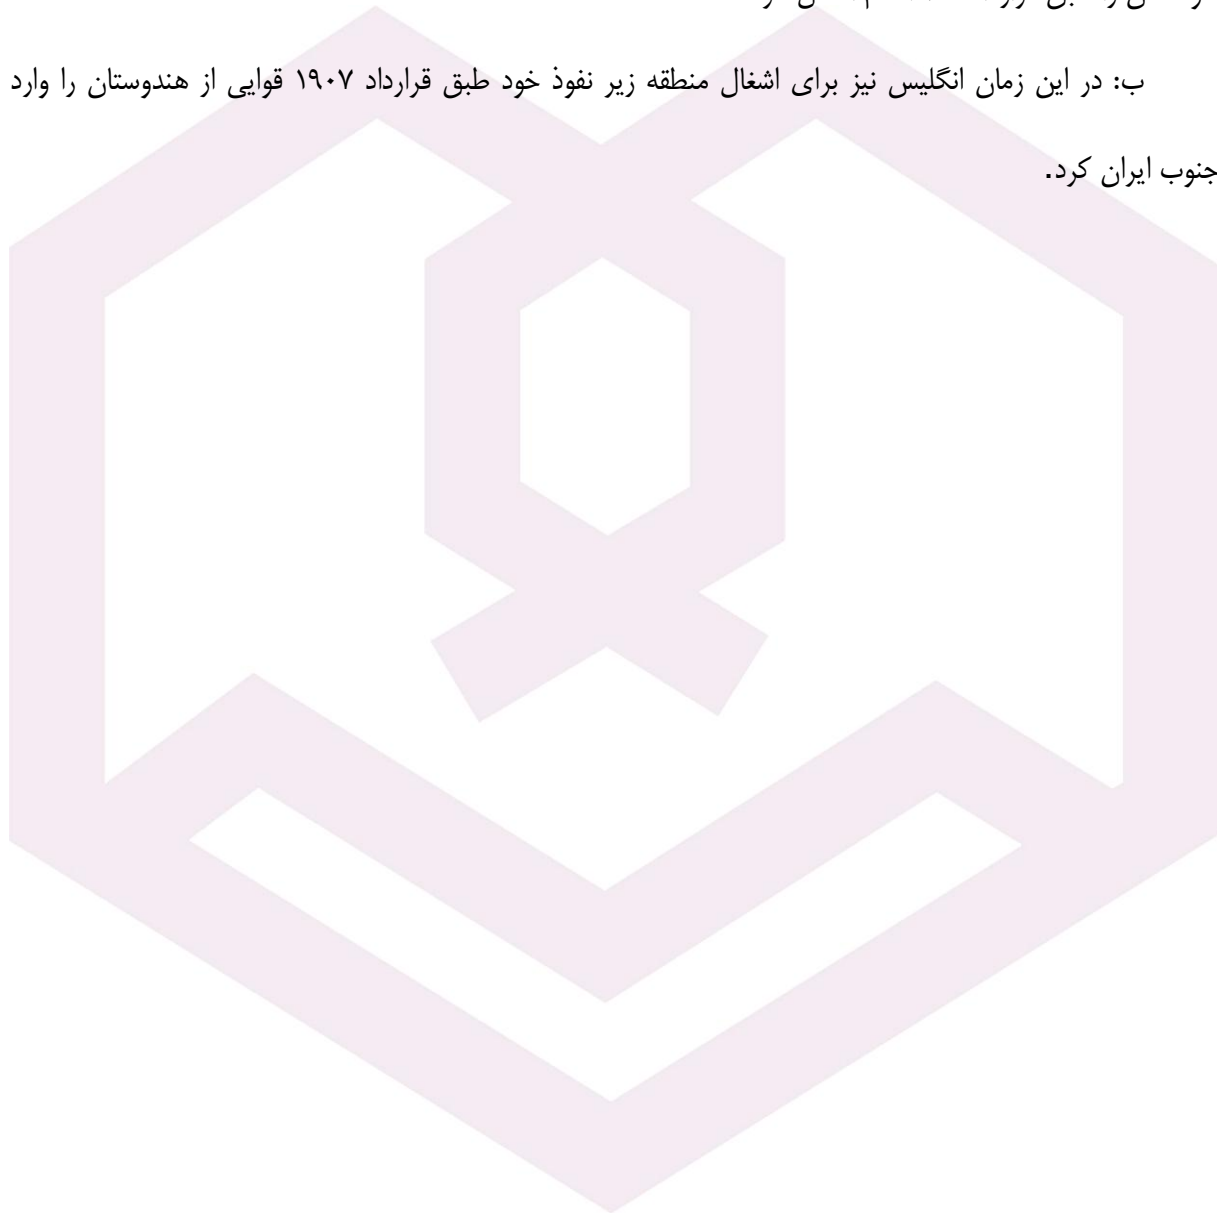 ب: در این زمان انگلیس نیز برای اشغال منطقه زیر نفوذ خود طبق قرارداد ۱۹۰۷ قوایی از هندوستان را وارد
جنوب ایران کرد.